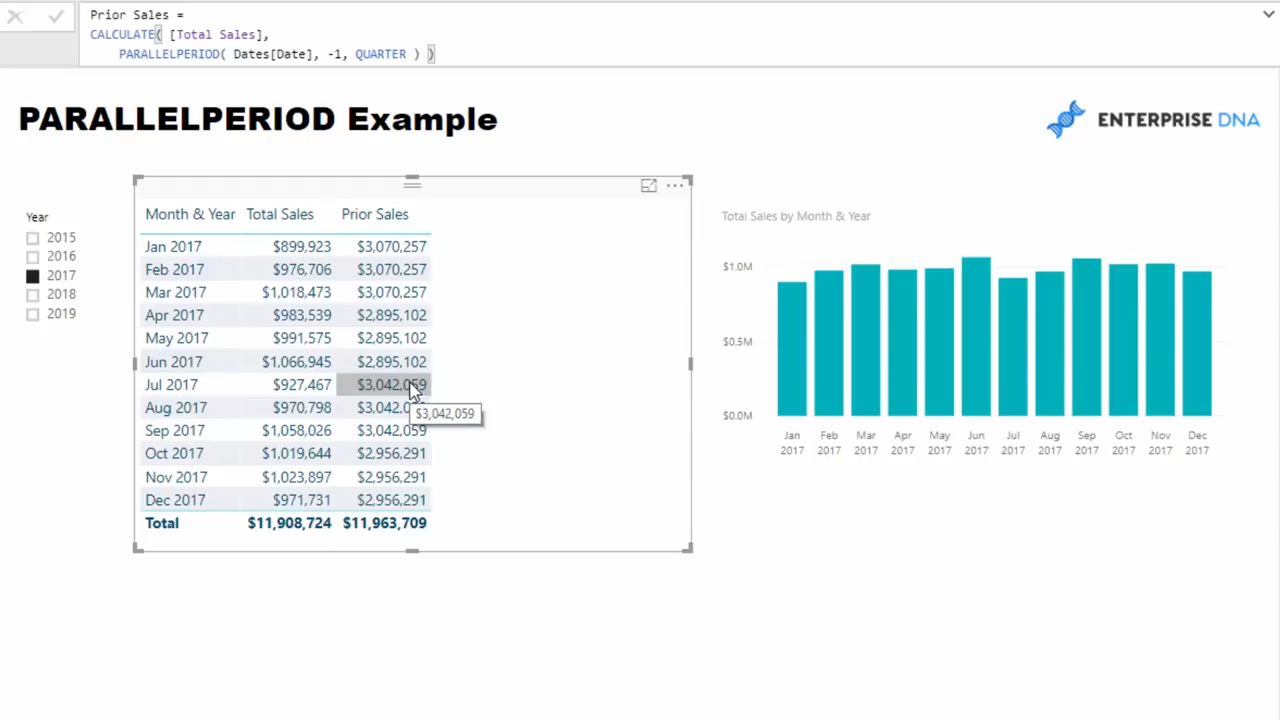 Prior Sales =
CALCULATE( [Total Sales],
PARALLELPERIOD( Dates[Date], -1, QUARTER ) )
PARALLELPERIOD Example
ENTERPRISE DNA
Year
2015
2016
2017
2018
2019
Month & Year Total Sales Prior Sales
Jan 2017 $899,923 $3,070,257
Feb 2017 $976,706 $3,070,257
Mar 2017 $1,018,473 $3,070,257
Apr 2017 $983,539 $2,895,102
May 2017 $991,575 $2,895,102
Jun 2017 $1,066,945 $2,895,102
Jul 2017 $927,467 $3,042,059
Aug 2017 $970,798 $3,042,0
Sep 2017 $1,058,026 $3,042,059
Oct 2017 $1,019,644 $2,956,291
Nov 2017 $1,023,897 $2,956,291
Dec 2017 $971,731 $2,956,291
Total $11,908,724 $11,963,709
$3,042,059
Total Sales by Month & Year
$1.0M
$0.5M
$0.0M
Jan Feb Mar Apr May Jun Jul Aug Sep Oct Nov Dec
2017 2017 2017 2017 2017 2017 2017 2017 2017 2017 2017 2017